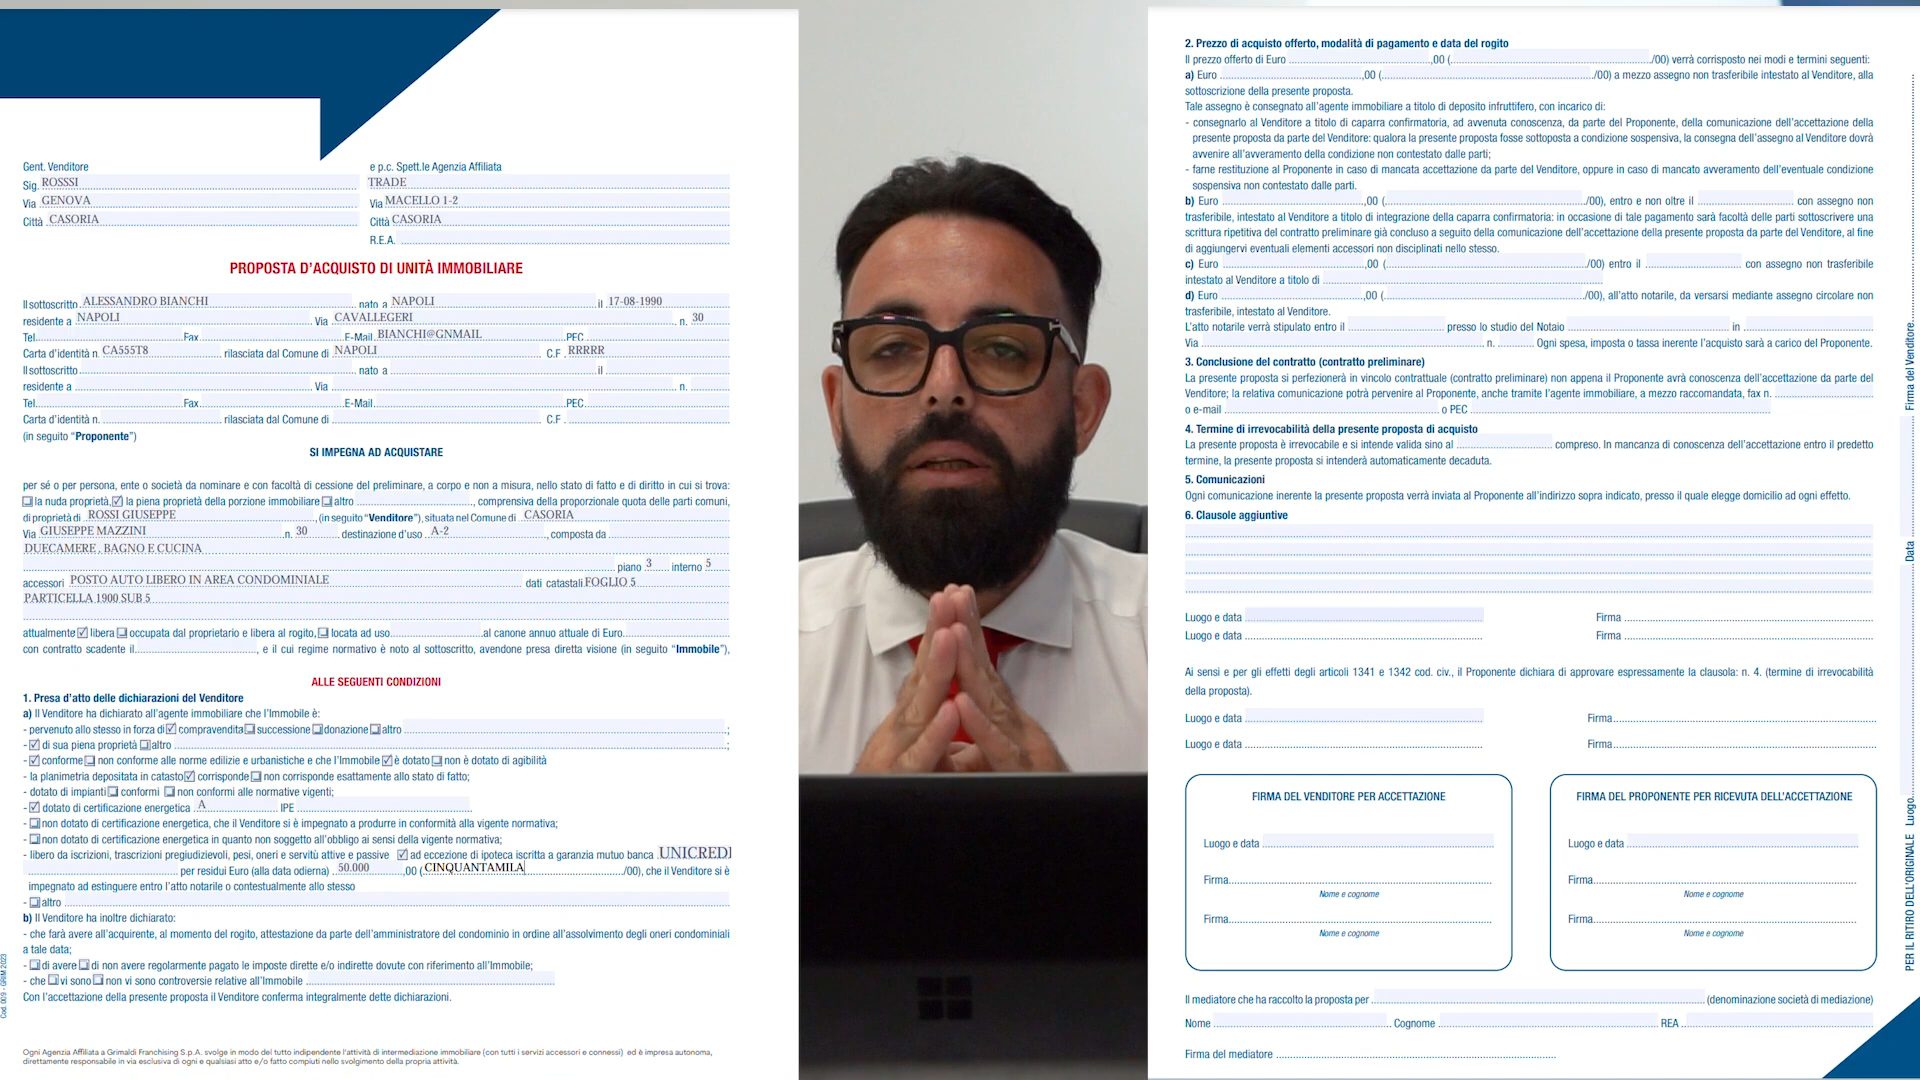 Gent. Venditore
Sig. ROSSSI
Via GENOVA
Città CASORIA
e p.c. Spett.le Agenzia Affiliata
TRADE
Via MACELLO 1-2
Città CASORIA
R.E.A.
PROPOSTA D'ACQUISTO DI UNITÀ IMMOBILIARE
Il sottoscritto ALESSANDRO BIANCHI nato a NAPOLI il 17-08-1990
residente a NAPOLI Via CAVALLEGERI n. 30
Tel. Fax E-Mail BIANCHI@GNMAIL PEC
Carta d'identità n. CA555T8 rilasciata dal Comune di NAPOLI C.F. RRRRR
Il sottoscritto nato a il
residente a Via n.
Tel. Fax E-Mail PEC
Carta d'identità n. rilasciata dal Comune di C.F.
(in seguito "Proponente")
SI IMPEGNA AD ACQUISTARE
per sé o per persona, ente o società da nominare e con facoltà di cessione del preliminare, a corpo e non a misura, nello stato di fatto e di diritto in cui si trova:
la nuda proprietà, la piena proprietà della porzione immobiliare altro , comprensiva della proporzionale quota delle parti comuni,
di proprietà di ROSSI GIUSEPPE , (in seguito "Venditore"), situata nel Comune di CASORIA
Via GIUSEPPE MAZZINI n. 30 destinazione d'uso A-2 , composta da
DUECAMERE , BAGNO E CUCINA
piano 3 interno 5
accessori POSTO AUTO LIBERO IN AREA CONDOMINIALE dati catastali FOGLIO 5
PARTICELLA 1900 SUB 5
attualmente libera occupata dal proprietario e libera al rogito, locata ad uso al canone annuo attuale di Euro
con contratto scadente il , e il cui regime normativo è noto al sottoscritto, avendone presa diretta visione (in seguito "Immobile"),
ALLE SEGUENTI CONDIZIONI
1. Presa d'atto delle dichiarazioni del Venditore
a) Il Venditore ha dichiarato all'agente immobiliare che l'Immobile è:
- pervenuto allo stesso in forza di compravendita successione donazione altro ;
- di sua piena proprietà altro ;
- conforme non conforme alle norme edilizie e urbanistiche e che l'Immobile è dotato non è dotato di agibilità
- la planimetria depositata in catasto corrisponde non corrisponde esattamente allo stato di fatto;
- dotato di impianti conformi non conformi alle normative vigenti;
- dotato di certificazione energetica A IPE
- non dotato di certificazione energetica, che il Venditore si è impegnato a produrre in conformità alla vigente normativa;
- non dotato di certificazione energetica in quanto non soggetto all'obbligo ai sensi della vigente normativa;
- libero da iscrizioni, trascrizioni pregiudizievoli, pesi, oneri e servitù attive e passive ad eccezione di ipoteca iscritta a garanzia mutuo banca UNICREDI
per residui Euro (alla data odierna) 50.000 ,00 (CINQUANTAMILA /00), che il Venditore si è
impegnato ad estinguere entro l'atto notarile o contestualmente allo stesso
- altro
b) Il Venditore ha inoltre dichiarato:
- che farà avere all'acquirente, al momento del rogito, attestazione da parte dell'amministratore del condominio in ordine all'assolvimento degli oneri condominiali
a tale data;
- di avere di non avere regolarmente pagato le imposte dirette e/o indirette dovute con riferimento all'Immobile;
- che vi sono non vi sono controversie relative all'Immobile
Con l'accettazione della presente proposta il Venditore conferma integralmente dette dichiarazioni.
Cod. 009 - GRIM 2023
Ogni Agenzia Affiliata a Grimaldi Franchising S.p.A. svolge in modo del tutto indipendente l'attività di intermediazione immobiliare (con tutti i servizi accessori e connessi) ed è impresa autonoma,
direttamente responsabile in via esclusiva di ogni e qualsiasi atto e/o fatto compiuti nello svolgimento della propria attività.
2. Prezzo di acquisto offerto, modalità di pagamento e data del rogito
Il prezzo offerto di Euro ,00 ( /00) verrà corrisposto nei modi e termini seguenti:
a) Euro ,00 ( /00) a mezzo assegno non trasferibile intestato al Venditore, alla
sottoscrizione della presente proposta.
Tale assegno è consegnato all'agente immobiliare a titolo di deposito infruttifero, con incarico di:
- consegnarlo al Venditore a titolo di caparra confirmatoria, ad avvenuta conoscenza, da parte del Proponente, della comunicazione dell'accettazione della
presente proposta da parte del Venditore: qualora la presente proposta fosse sottoposta a condizione sospensiva, la consegna dell'assegno al Venditore dovrà
avvenire all'avveramento della condizione non contestato dalle parti;
- farne restituzione al Proponente in caso di mancata accettazione da parte del Venditore, oppure in caso di mancato avveramento dell'eventuale condizione
sospensiva non contestato dalle parti.
b) Euro ,00 ( /00), entro e non oltre il con assegno non
trasferibile, intestato al Venditore a titolo di integrazione della caparra confirmatoria: in occasione di tale pagamento sarà facoltà delle parti sottoscrivere una
scrittura ripetitiva del contratto preliminare già concluso a seguito della comunicazione dell'accettazione della presente proposta da parte del Venditore, al fine
di aggiungervi eventuali elementi accessori non disciplinati nello stesso.
c) Euro ,00 ( /00) entro il con assegno non trasferibile
intestato al Venditore a titolo di
d) Euro ,00 ( /00), all'atto notarile, da versarsi mediante assegno circolare non
trasferibile, intestato al Venditore.
L'atto notarile verrà stipulato entro il presso lo studio del Notaio in
Via n. Ogni spesa, imposta o tassa inerente l'acquisto sarà a carico del Proponente.
3. Conclusione del contratto (contratto preliminare)
La presente proposta si perfezionerà in vincolo contrattuale (contratto preliminare) non appena il Proponente avrà conoscenza dell'accettazione da parte del
Venditore; la relativa comunicazione potrà pervenire al Proponente, anche tramite l'agente immobiliare, a mezzo raccomandata, fax n.
o e-mail o PEC
4. Termine di irrevocabilità della presente proposta di acquisto
La presente proposta è irrevocabile e si intende valida sino al compreso. In mancanza di conoscenza dell'accettazione entro il predetto
termine, la presente proposta si intenderà automaticamente decaduta.
5. Comunicazioni
Ogni comunicazione inerente la presente proposta verrà inviata al Proponente all'indirizzo sopra indicato, presso il quale elegge domicilio ad ogni effetto.
6. Clausole aggiuntive
Luogo e data Firma
Luogo e data Firma
Ai sensi e per gli effetti degli articoli 1341 e 1342 cod. civ., il Proponente dichiara di approvare espressamente la clausola: n. 4. (termine di irrevocabilità
della proposta).
Luogo e data Firma
Luogo e data Firma
FIRMA DEL VENDITORE PER ACCETTAZIONE
Luogo e data
Firma
Nome e cognome
Firma
Nome e cognome
FIRMA DEL PROPONENTE PER RICEVUTA DELL'ACCETTAZIONE
Luogo e data
Firma
Nome e cognome
Firma
Nome e cognome
Il mediatore che ha raccolto la proposta per (denominazione società di mediazione)
Nome Cognome REA
Firma del mediatore
PER IL RITIRO DELL'ORIGINALE Luogo Data Firma del Venditore